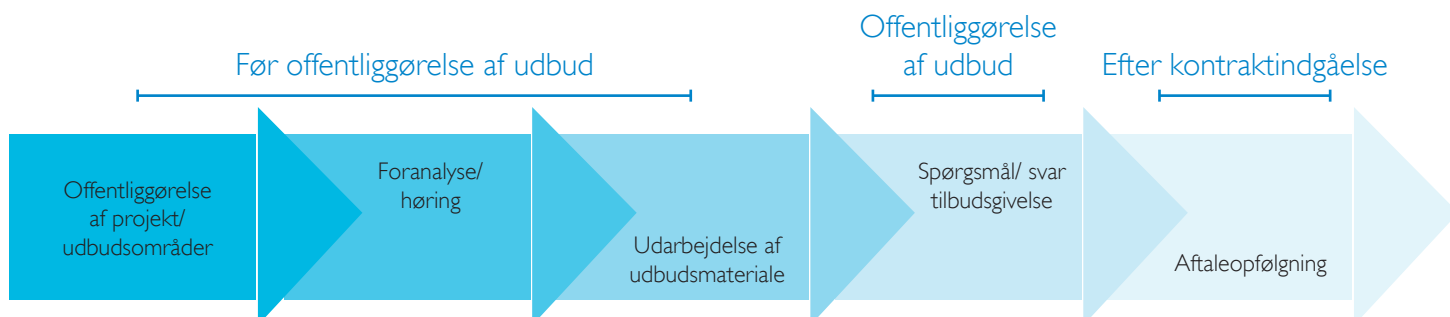 Før offentliggørelse af udbud
Offentliggørelse
af udbud
Efter kontraktindgåelse
Offentliggørelse
af projekt/
udbudsområder
Foranalyse/
høring
Udarbejdelse af
udbudsmateriale
Spørgsmål/ svar
tilbudsgivelse
Aftaleopfølgning